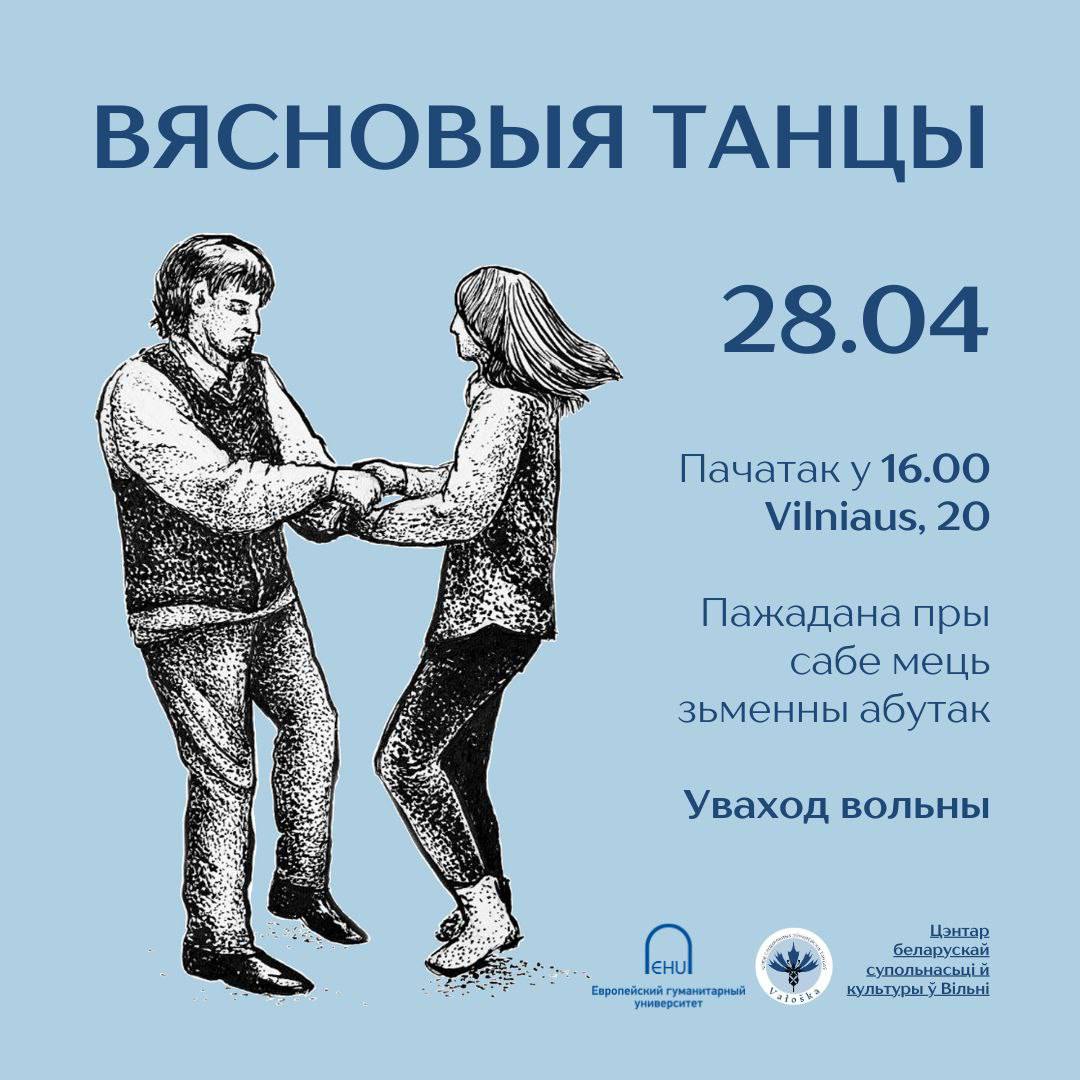 ВЯСНОВЫЯ ТАНЦЫ
28.04
Пачатак у 16.00
Vilniaus, 20
Пажадана пры
сабе мець
зьменны абутак
Уваход вольны
EHU
Европейский гуманитарный
университет
Vałoška
Цэнтар
беларускай
супольнасьці й
культуры ў Вільні